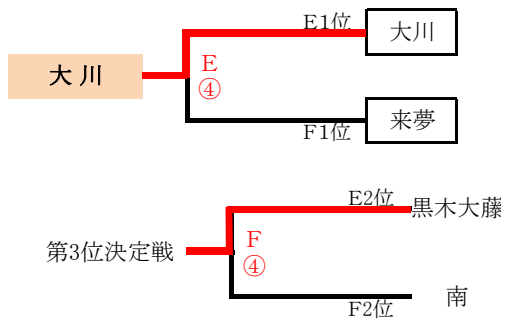 E1位
大川
大川
E
④
F1位
来夢
E2位
黒木大藤
第3位決定戦
F
④
F2位
南